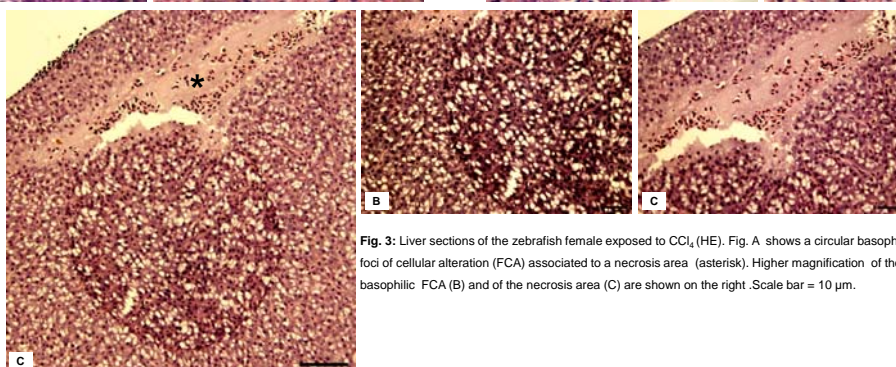 *
B
C
Fig. 3: Liver sections of the zebrafish female exposed to CCl₄ (HE). Fig. A shows a circular basoph
foci of cellular alteration (FCA) associated to a necrosis area (asterisk). Higher magnification of the
basophilic FCA (B) and of the necrosis area (C) are shown on the right .Scale bar = 10 µm.
C